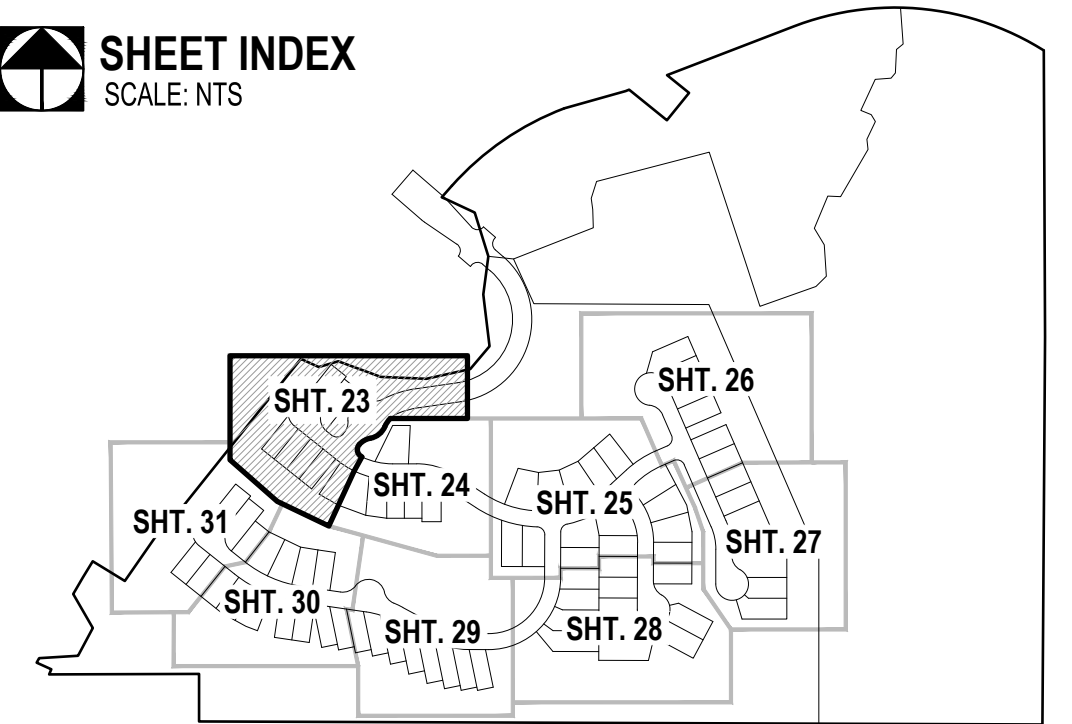 SHEET INDEX
SCALE: NTS
SHT. 26
SHT. 23
SHT. 24
SHT. 25
SHT. 31
SHT. 27
SHT. 30
SHT. 29
SHT. 28